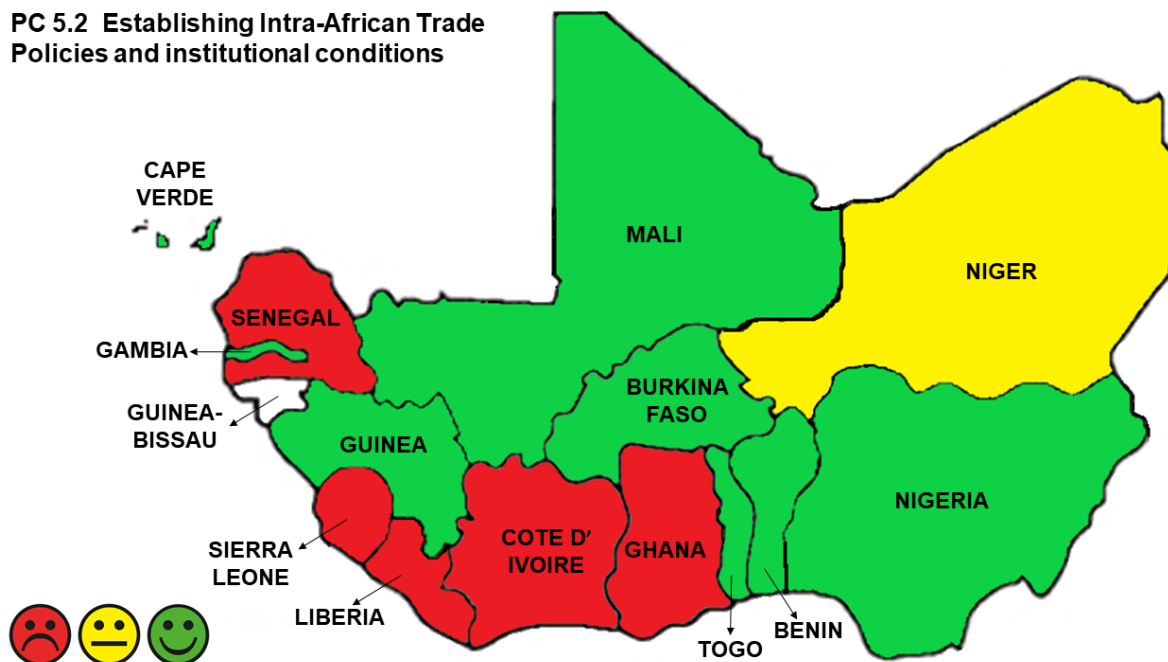 PC 5.2 Establishing Intra-African Trade
Policies and institutional conditions
CAPE
VERDE
MALI
NIGER
SENEGAL
GAMBIA
BURKINA
FASO
GUINEA-
BISSAU
GUINEA
NIGERIA
SIERRA
LEONE
COTE D'
IVOIRE
GHANA
LIBERIA
TOGO
BENIN